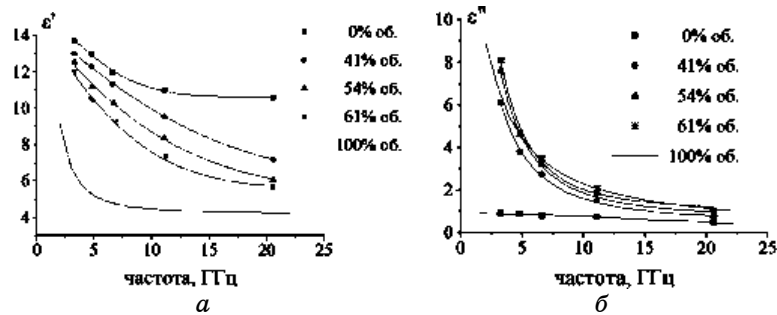 ε'
14
12
10
8
6
4
0 5 10 15 20 25
частота, ГГц
0% об.
41% об.
54% об.
61% об.
100% об.
а
ε"
10
8
6
4
2
0
0 5 10 15 20 25
частота, ГГц
0% об.
41% об.
54% об.
61% об.
100% об.
б